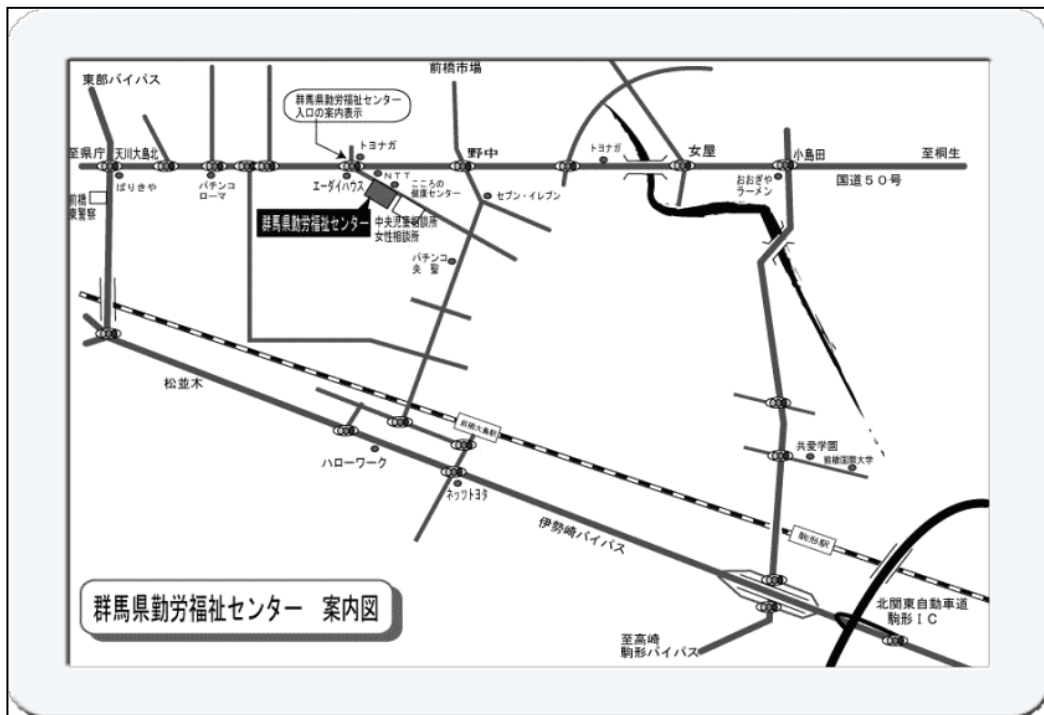 東部バイパス
前橋市場
群馬県勤労福祉センター
入口の案内表示
至県庁
天川大島北
トヨナガ
野中
トヨナガ
女屋
小島田
至桐生
国道50号
ばりきや
パチンコ
ローマ
エーダイハウス
NTT
こころの
健康センター
セブン・イレブン
おおぎや
ラーメン
前橋
東警察
群馬県勤労福祉センター
中央児童相談所
女性相談所
パチンコ
央聖
松並木
前橋大島駅
ハローワーク
ネッツトヨタ
共愛学園
前橋国際大学
伊勢崎バイパス
駒形駅
北関東自動車道
駒形IC
至高崎
駒形バイパス
群馬県勤労福祉センター 案内図